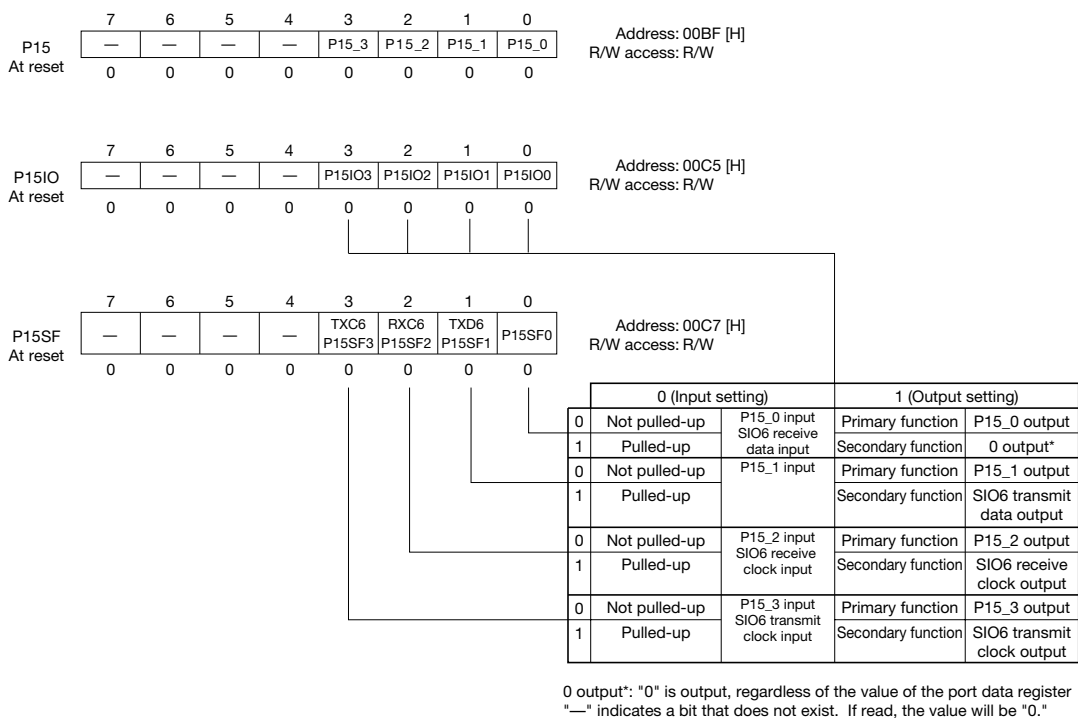 7 6 5 4 3 2 1 0
P15 — — — — P15_3 P15_2 P15_1 P15_0
At reset 0 0 0 0 0 0 0 0
Address: 00BF [H]
R/W access: R/W
7 6 5 4 3 2 1 0
P15IO — — — — P15IO3 P15IO2 P15IO1 P15IO0
At reset 0 0 0 0 0 0 0 0
Address: 00C5 [H]
R/W access: R/W
7 6 5 4 3 2 1 0
TXC6 RXC6 TXD6
P15SF — — — — P15SF3 P15SF2 P15SF1 P15SF0
At reset 0 0 0 0 0 0 0 0
Address: 00C7 [H]
R/W access: R/W
0 (Input setting) 1 (Output setting)
0 Not pulled-up P15_0 input Primary function P15_0 output
SIO6 receive
1 Pulled-up data input Secondary function 0 output*
0 Not pulled-up P15_1 input Primary function P15_1 output
1 Pulled-up Secondary function SIO6 transmit
data output
0 Not pulled-up P15_2 input Primary function P15_2 output
SIO6 receive
1 Pulled-up clock input Secondary function SIO6 receive
clock output
0 Not pulled-up P15_3 input Primary function P15_3 output
SIO6 transmit
1 Pulled-up clock input Secondary function SIO6 transmit
clock output
0 output*: "0" is output, regardless of the value of the port data register
"—" indicates a bit that does not exist. If read, the value will be "0."